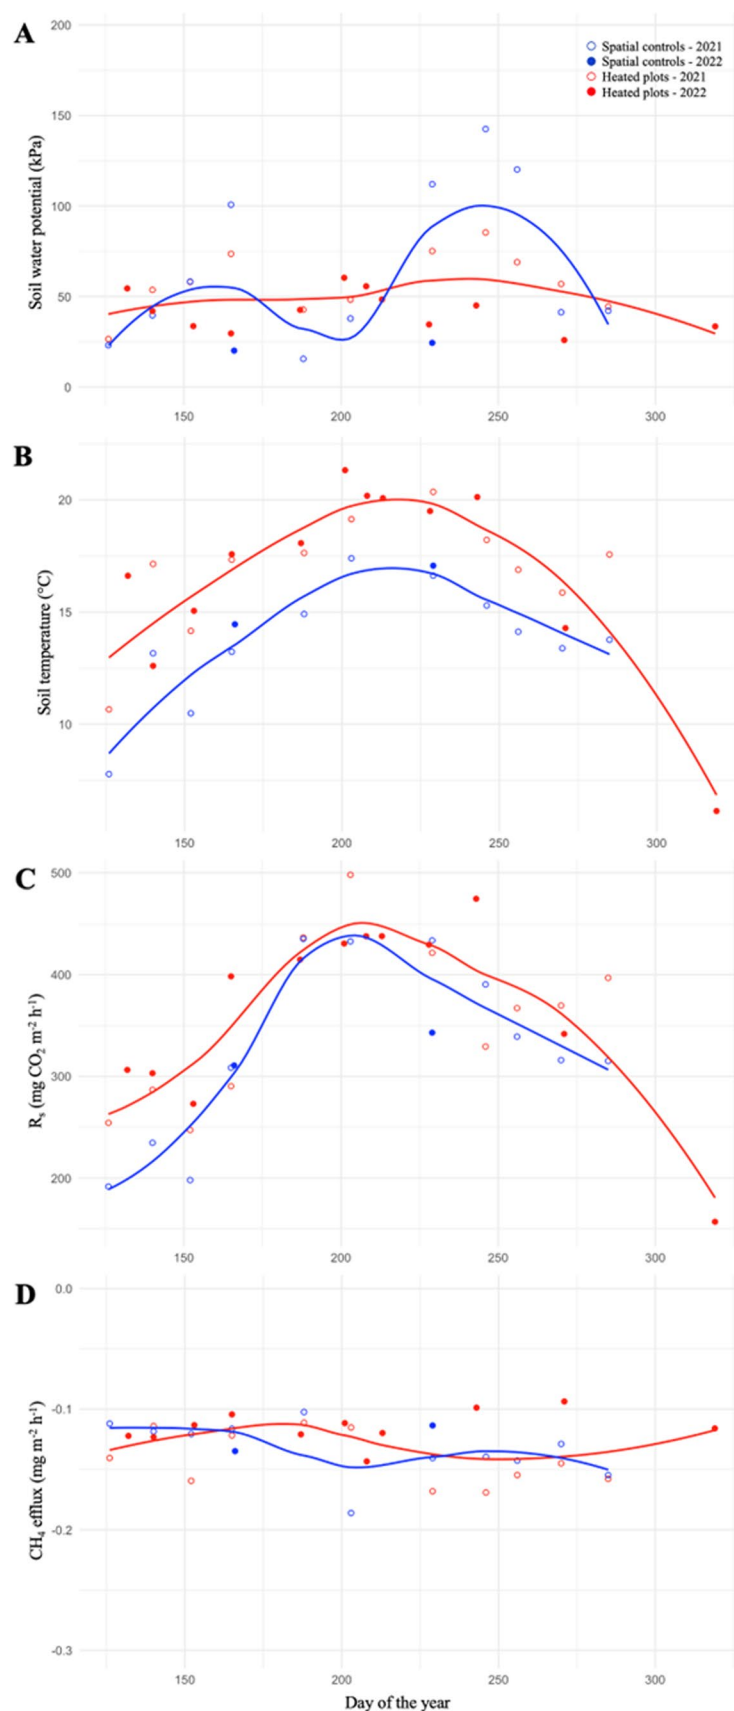 A
200
Spatial controls - 2021
Spatial controls - 2022
Heated plots - 2021
Heated plots - 2022
150
100
50
0
Soil water potential (kPa)
150 200 250 300
B
20
15
10
Soil temperature (°C)
150 200 250 300
C
500
400
300
200
Rs (mg CO2 m-2 h-1)
150 200 250 300
D
0.0
-0.1
-0.2
-0.3
CH4 efflux (mg m-2 h-1)
150 200 250 300
Day of the year